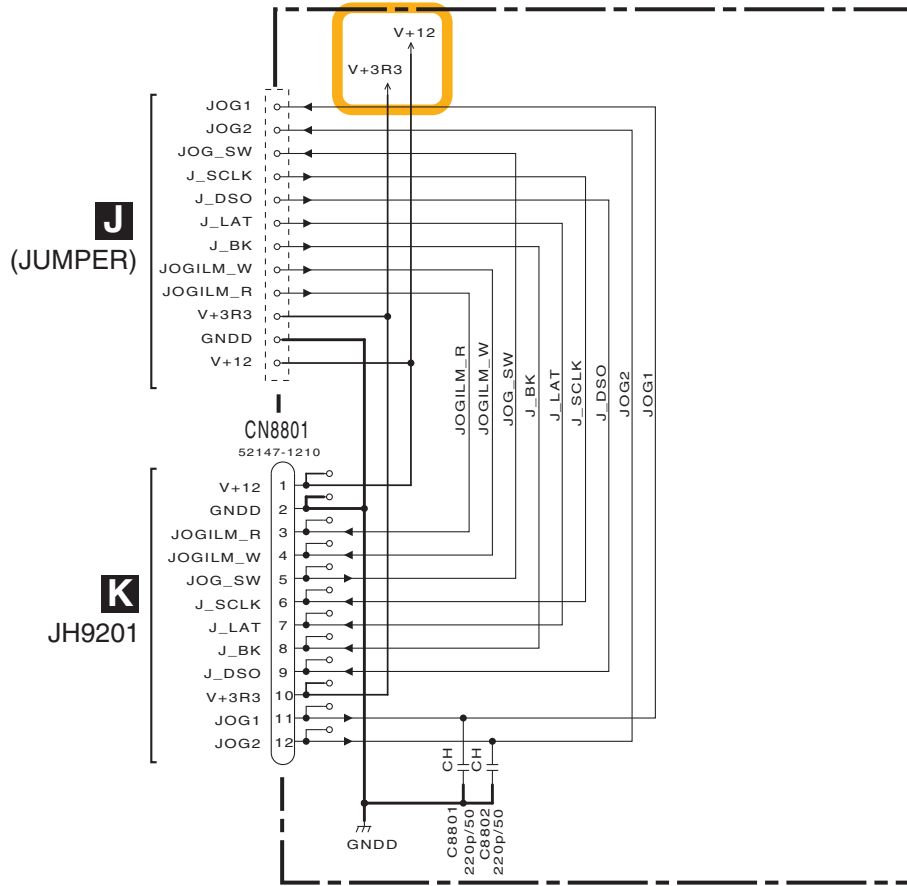 V+12
V+3R3
JOG1
JOG2
JOG_SW
J_SCLK
J_DSO
J_LAT
J_BK
JOGILM_W
JOGILM_R
V+3R3
GNDD
V+12
J
(JUMPER)
JOGILM_R
JOGILM_W
JOG_SW
J_BK
J_LAT
J_SCLK
J_DSO
JOG2
JOG1
CN8801
52147-1210
V+12 1
GNDD 2
JOGILM_R 3
JOGILM_W 4
JOG_SW 5
J_SCLK 6
J_LAT 7
J_BK 8
J_DSO 9
V+3R3 10
JOG1 11
JOG2 12
K
JH9201
CH
CH
C8801
220p/50
C8802
220p/50
GNDD